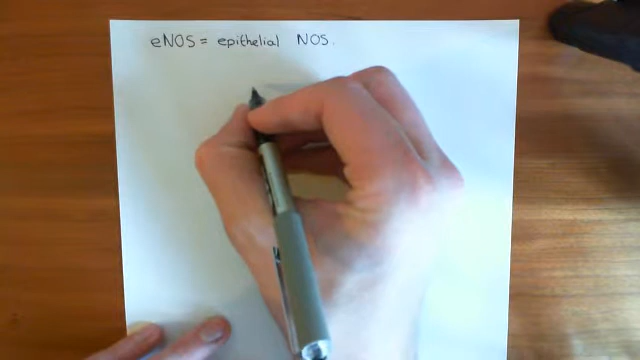 eNOS = epithelial NOS.